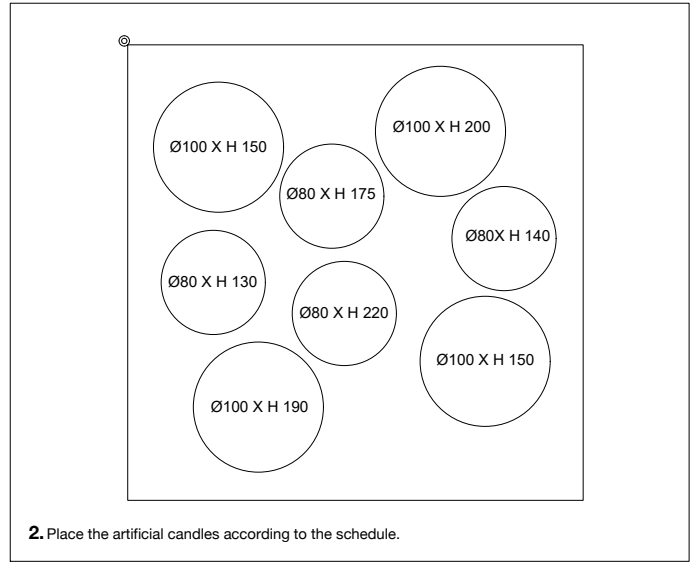 Ø100 X H 200
Ø100 X H 150
Ø80 X H 175
Ø80X H 140
Ø80 X H 130
Ø80 X H 220
Ø100 X H 150
Ø100 X H 190
2. Place the artificial candles according to the schedule.